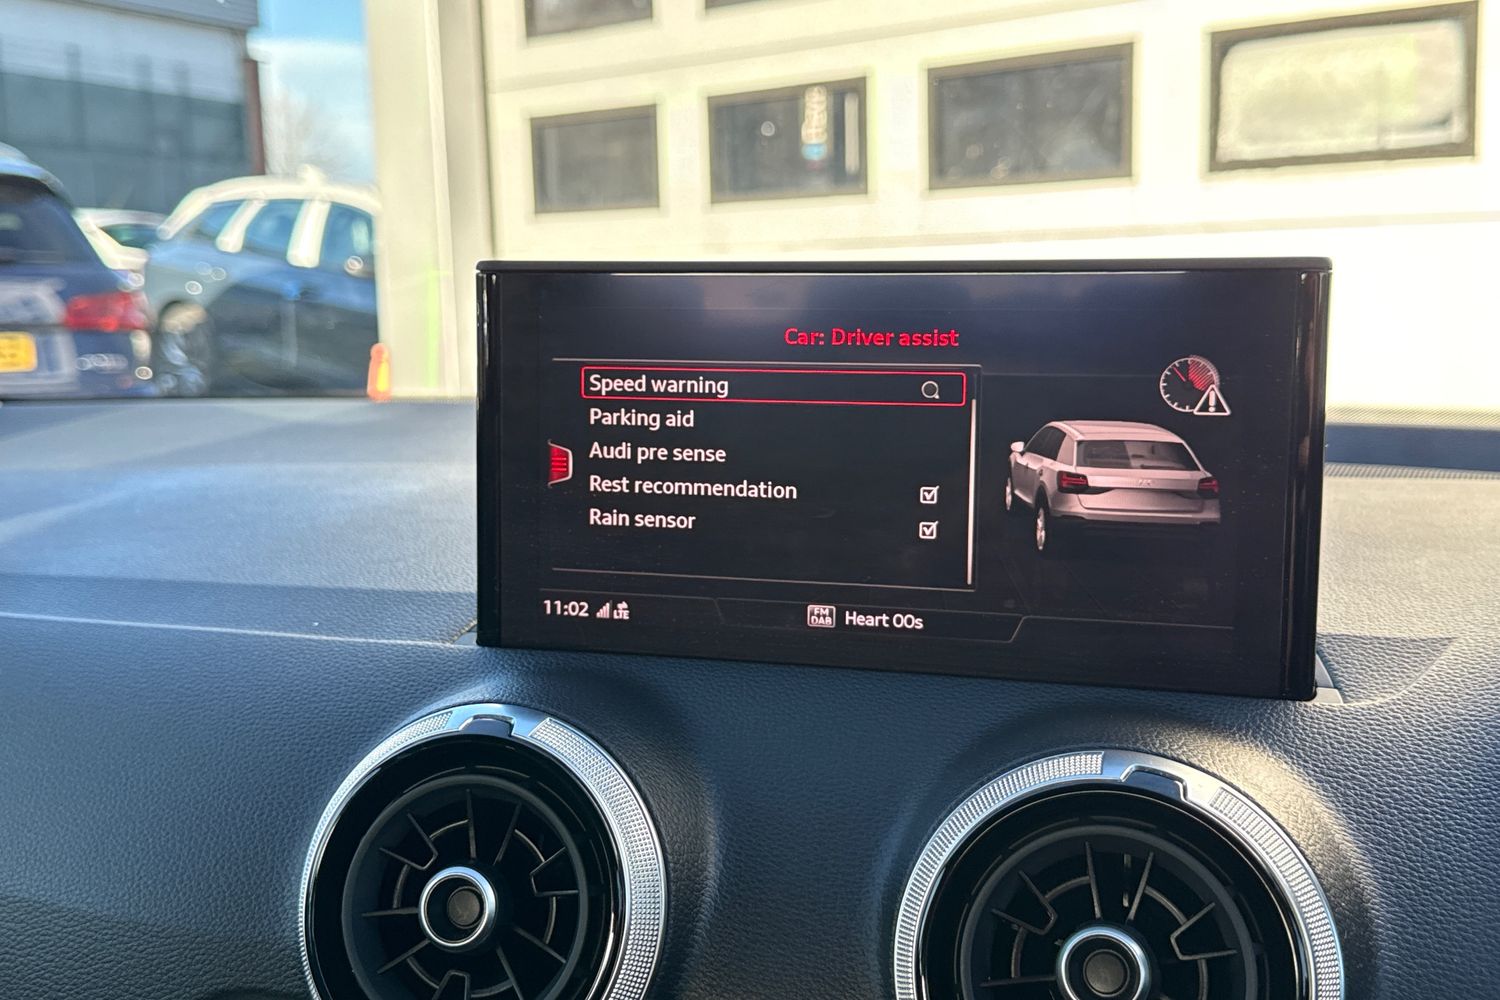 Car: Driver assist
Speed warning
Parking aid
Audi pre sense
Rest recommendation
Rain sensor
11:02 LTE
FM DAB Heart 00s